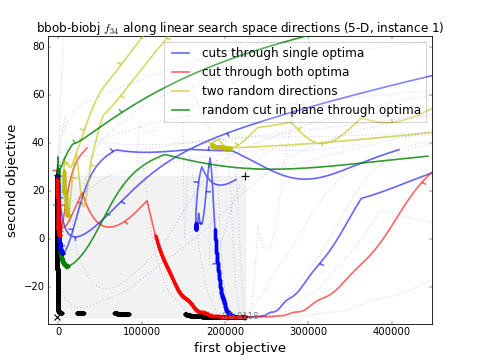 bbob-biobj f34 along linear search space directions (5-D, instance 1)
cuts through single optima
cut through both optima
two random directions
random cut in plane through optima
80
60
40
20
0
−20
0
100000
200000
300000
400000
second objective
first objective